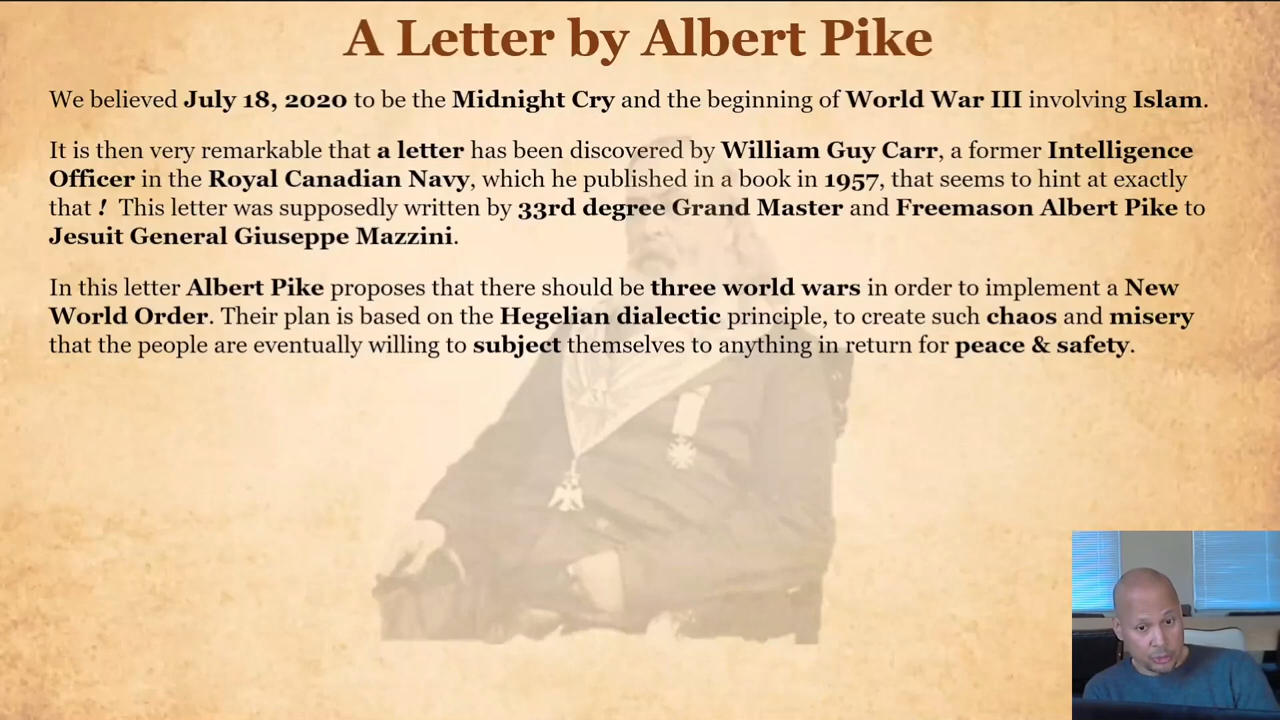 A Letter by Albert Pike
We believed July 18, 2020 to be the Midnight Cry and the beginning of World War III involving Islam.
It is then very remarkable that a letter has been discovered by William Guy Carr, a former Intelligence
Officer in the Royal Canadian Navy, which he published in a book in 1957, that seems to hint at exactly
that ! This letter was supposedly written by 33rd degree Grand Master and Freemason Albert Pike to
Jesuit General Giuseppe Mazzini.
In this letter Albert Pike proposes that there should be three world wars in order to implement a New
World Order. Their plan is based on the Hegelian dialectic principle, to create such chaos and misery
that the people are eventually willing to subject themselves to anything in return for peace & safety.